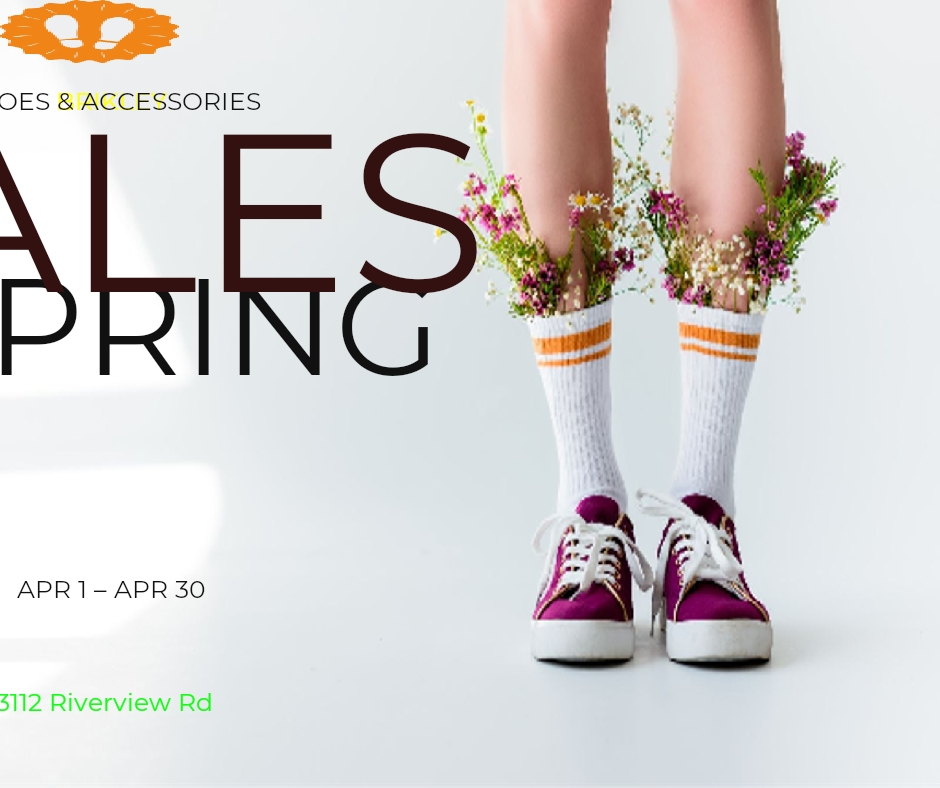 OES & ACCESSORIES
ALES
PRING
APR 1 – APR 30
3112 Riverview Rd